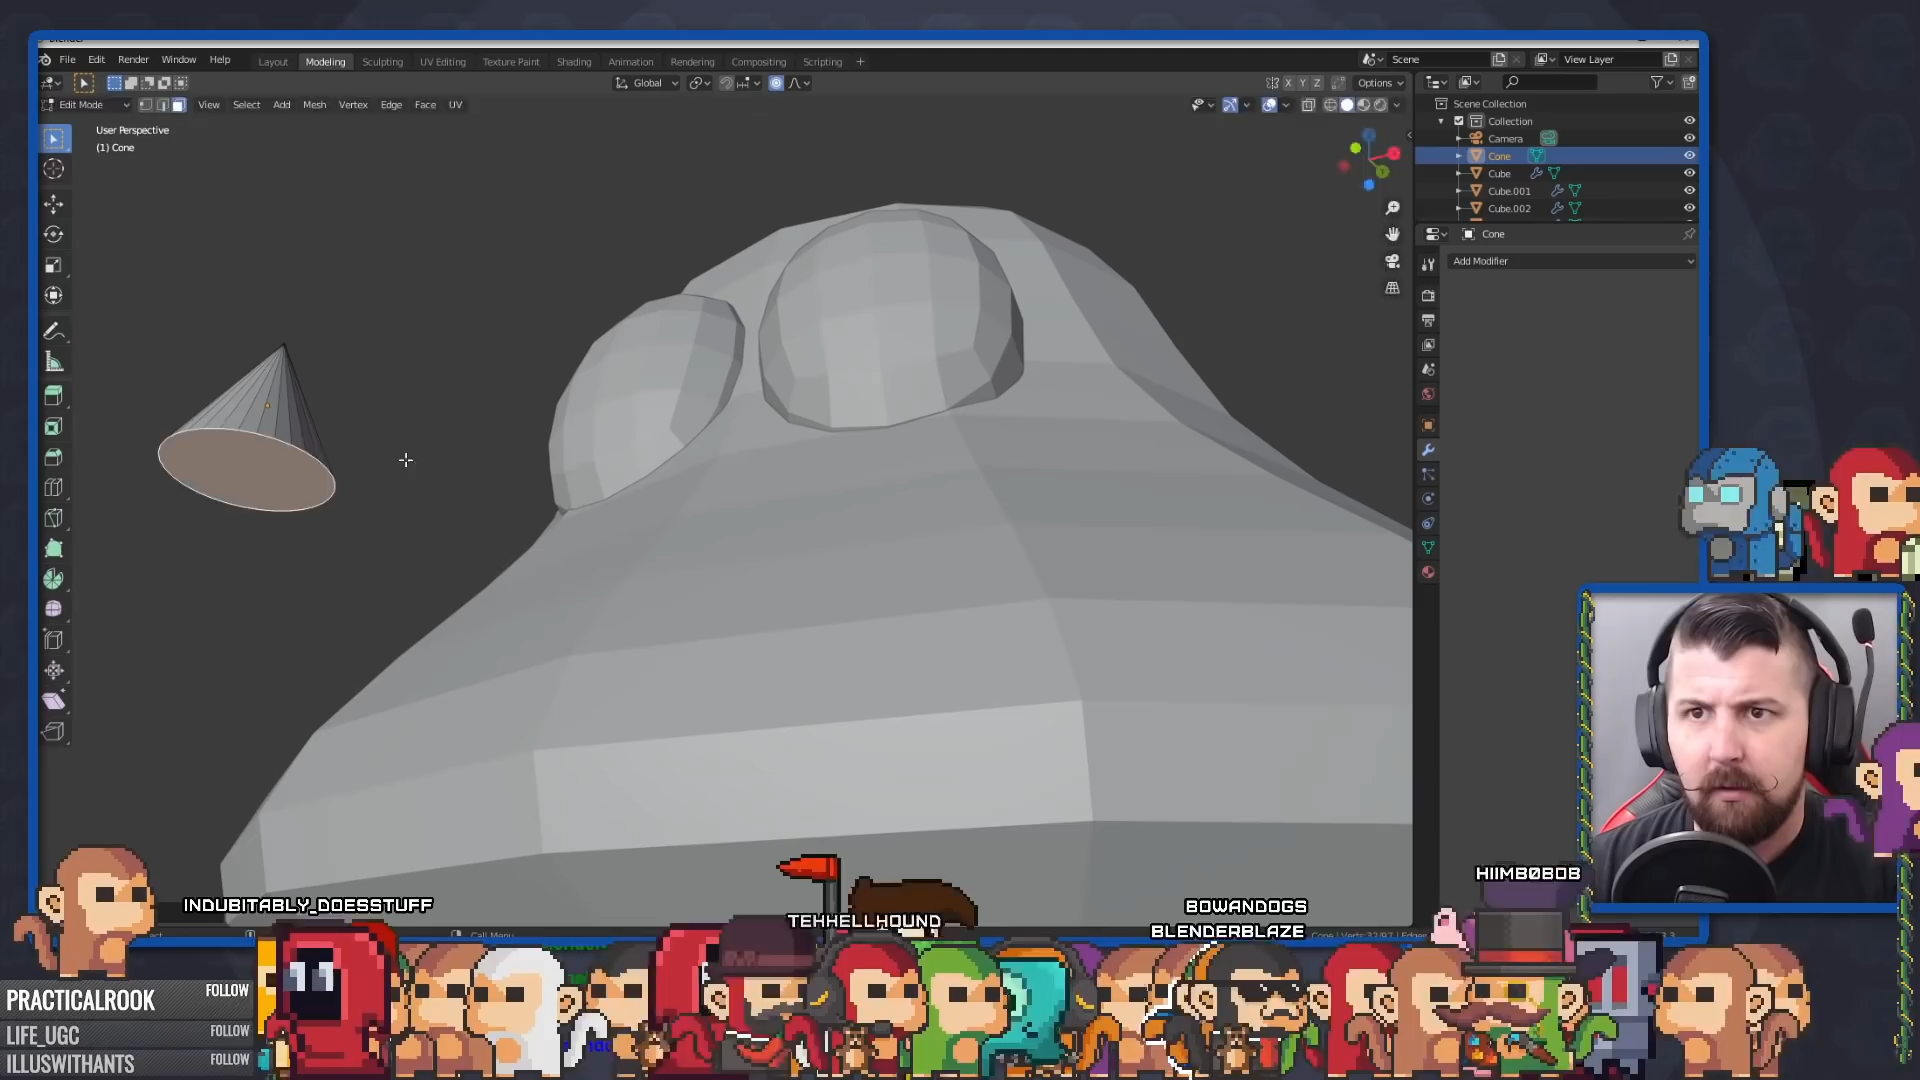 File Edit Render Window Help
Layout Modeling Sculpting UV Editing Texture Paint Shading Animation Rendering Compositing Scripting +
Scene
View Layer
Global
X Y Z
Options
Edit Mode
View Select Add Mesh Vertex Edge Face UV
User Perspective
(1) Cone
Scene Collection
Collection
Camera
Cone
Cube
Cube.001
Cube.002
Cone
Add Modifier
Call Menu
HIIMB0BOB
INDUBITABLY_DOESSTUFF
TEHHELLHOUND
BOWANDOGS
BLENDERBLAZE
PRACTICALROOK FOLLOW
LIFE_UGC FOLLOW
ILLUSWITHANTS FOLLOW